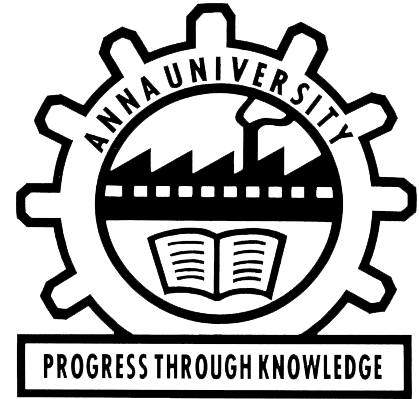 ANNA UNIVERSITY
PROGRESS THROUGH KNOWLEDGE